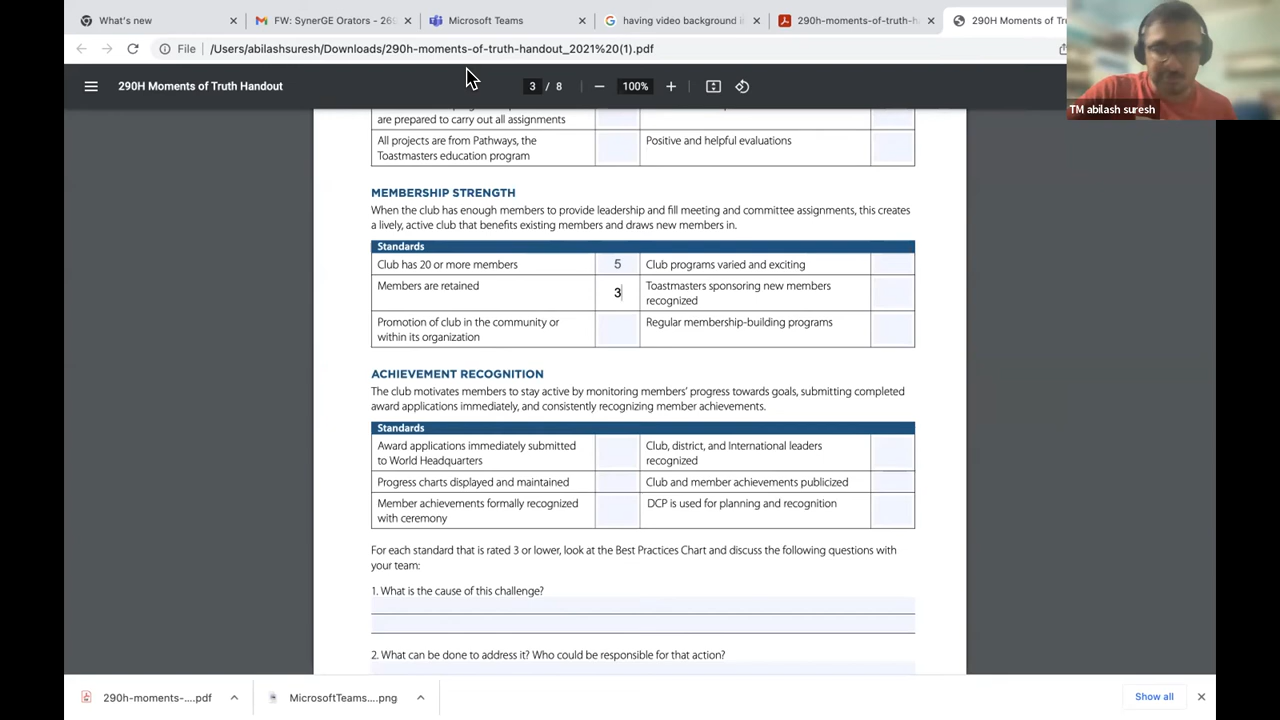 What's new
FW: SynerGE Orators - 269
Microsoft Teams
having video background i
290h-moments-of-truth-h
290H Moments of Tru
File
/Users/abilashsuresh/Downloads/290h-moments-of-truth-handout_2021%20(1).pdf
290H Moments of Truth Handout
3 / 8
100%
TM abilash suresh
are prepared to carry out all assignments
All projects are from Pathways, the
Toastmasters education program
Positive and helpful evaluations
MEMBERSHIP STRENGTH
When the club has enough members to provide leadership and fill meeting and committee assignments, this creates
a lively, active club that benefits existing members and draws new members in.
Standards
Club has 20 or more members
5
Club programs varied and exciting
Members are retained
3
Toastmasters sponsoring new members
recognized
Promotion of club in the community or
within its organization
Regular membership-building programs
ACHIEVEMENT RECOGNITION
The club motivates members to stay active by monitoring members' progress towards goals, submitting completed
award applications immediately, and consistently recognizing member achievements.
Standards
Award applications immediately submitted
to World Headquarters
Club, district, and International leaders
recognized
Progress charts displayed and maintained
Club and member achievements publicized
Member achievements formally recognized
with ceremony
DCP is used for planning and recognition
For each standard that is rated 3 or lower, look at the Best Practices Chart and discuss the following questions with
your team:
1. What is the cause of this challenge?
2. What can be done to address it? Who could be responsible for that action?
290h-moments-....pdf
MicrosoftTeams....png
Show all